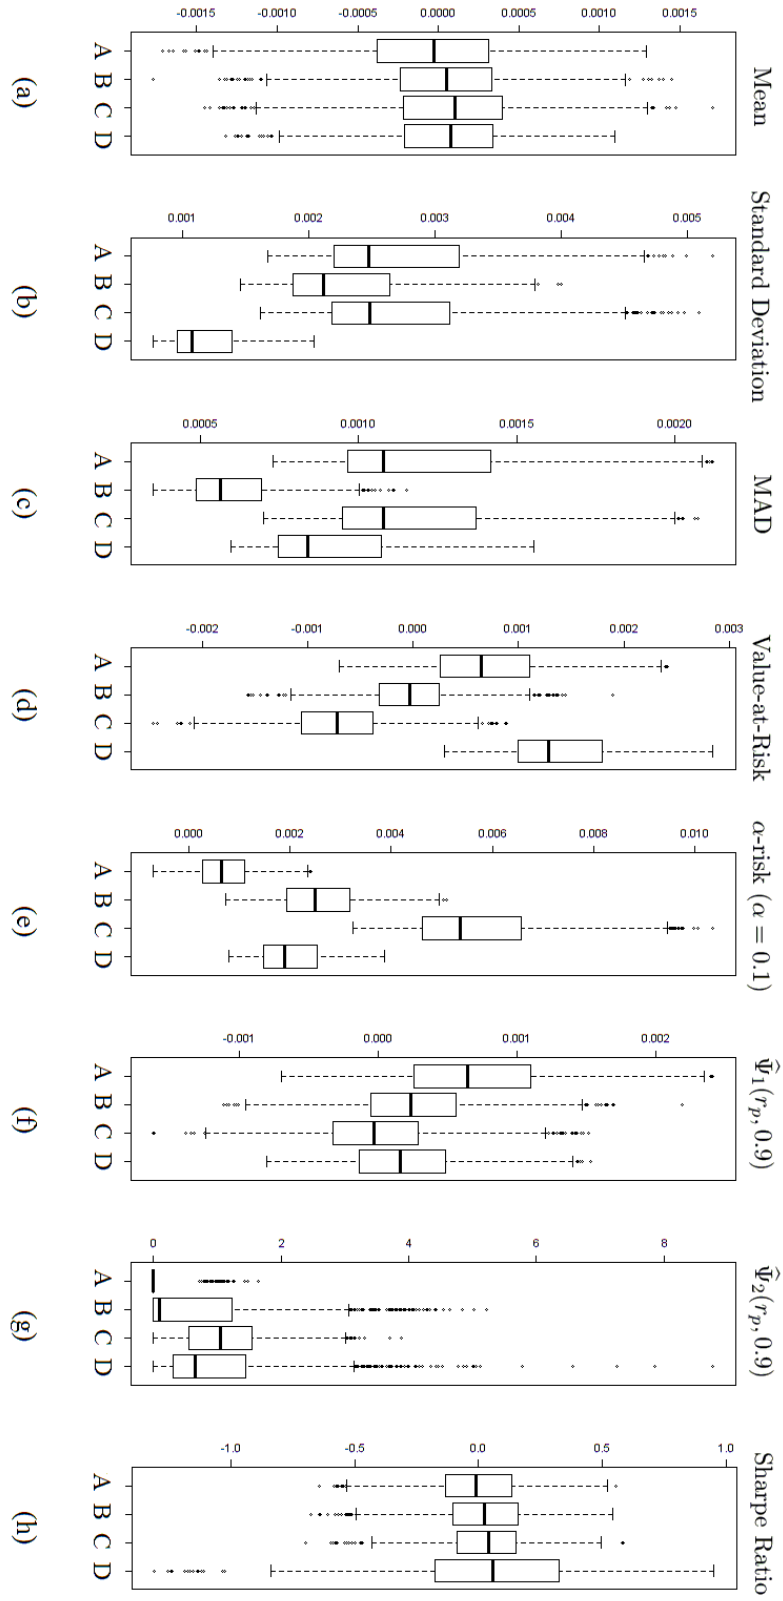 Mean
-0.0015 -0.0010 -0.0005 0.0000 0.0005 0.0010 0.0015
A
B
C
D
(a)
Standard Deviation
0.001 0.002 0.003 0.004 0.005
A
B
C
D
(b)
MAD
0.0005 0.0010 0.0015 0.0020
A
B
C
D
(c)
Value-at-Risk
-0.002 -0.001 0.000 0.001 0.002 0.003
A
B
C
D
(d)
α-risk (α = 0.1)
0.000 0.002 0.004 0.006 0.008 0.010
A
B
C
D
(e)
Ψ̂₁(rₚ, 0.9)
-0.001 0.000 0.001 0.002
A
B
C
D
(f)
Ψ̂₂(rₚ, 0.9)
0 2 4 6 8
A
B
C
D
(g)
Sharpe Ratio
-1.0 -0.5 0.0 0.5 1.0
A
B
C
D
(h)